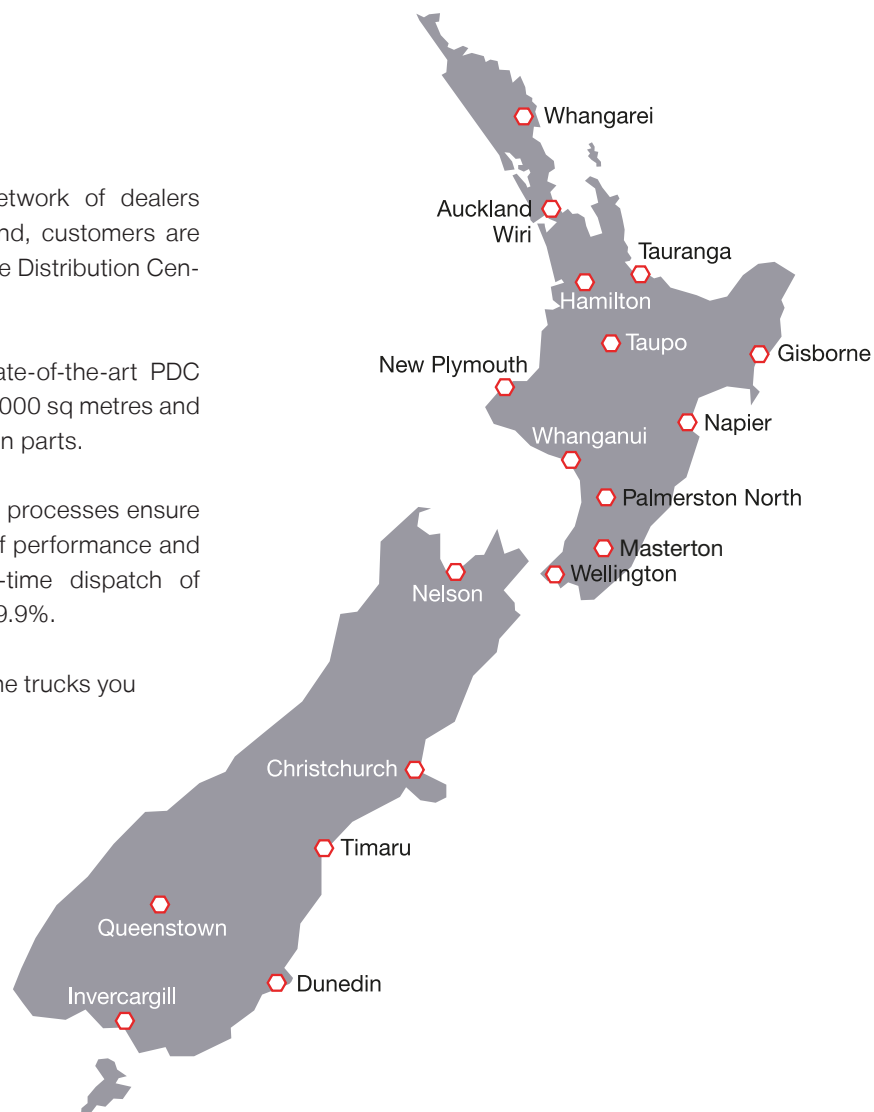 etwork of dealers
nd, customers are
e Distribution Cen-
ate-of-the-art PDC
000 sq metres and
n parts.
processes ensure
f performance and
-time dispatch of
9.9%.
ne trucks you
Whangarei
Auckland
Wiri
Tauranga
Hamilton
Taupo
Gisborne
New Plymouth
Napier
Whanganui
Palmerston North
Masterton
Wellington
Nelson
Christchurch
Timaru
Queenstown
Dunedin
Invercargill